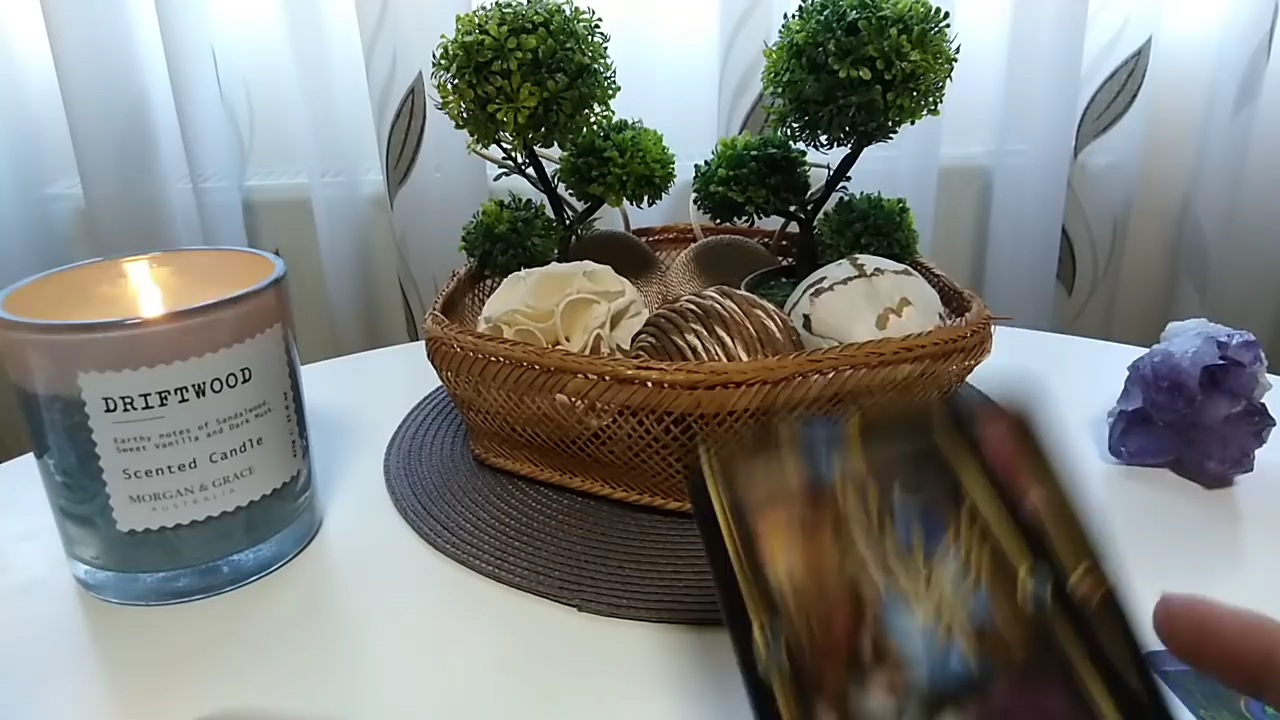 DRIFTWOOD
Earthy notes of Sandalwood,
Sweet Vanilla and Dark Musk.
Scented Candle
MORGAN & GRACE
AUSTRALIA